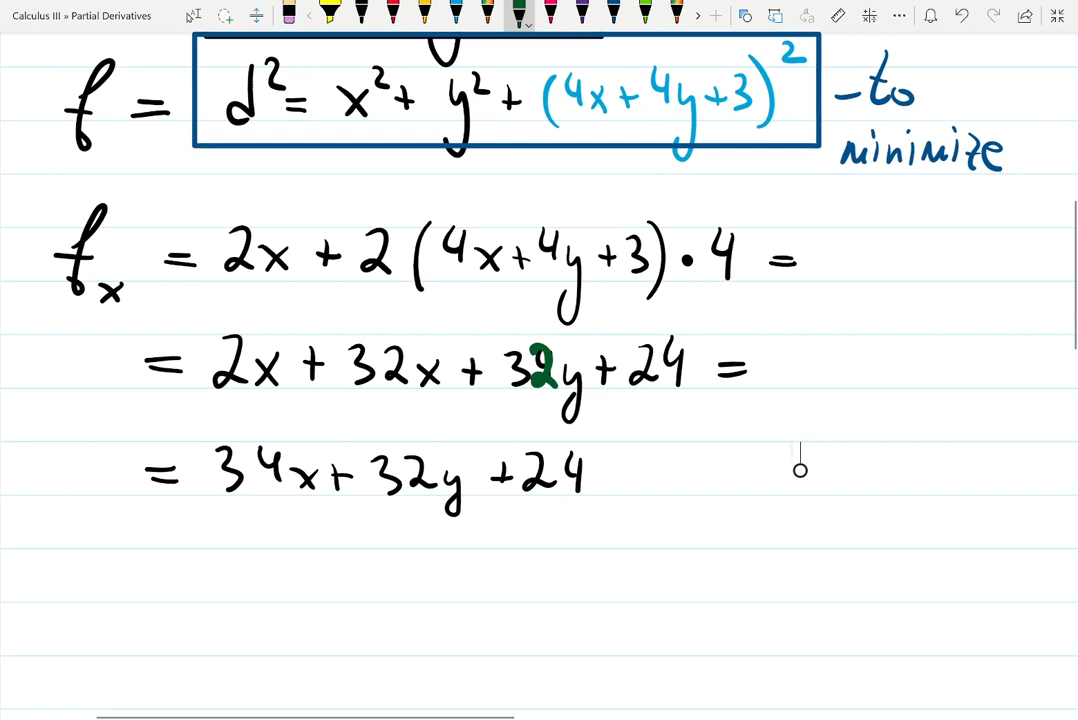 Calculus III » Partial Derivatives
f = d² = x² + y² + (4x+4y+3)² - to
minimize
fₓ = 2x + 2(4x+4y+3) • 4 =
= 2x + 32x + 32y + 24 =
= 34x + 32y + 24